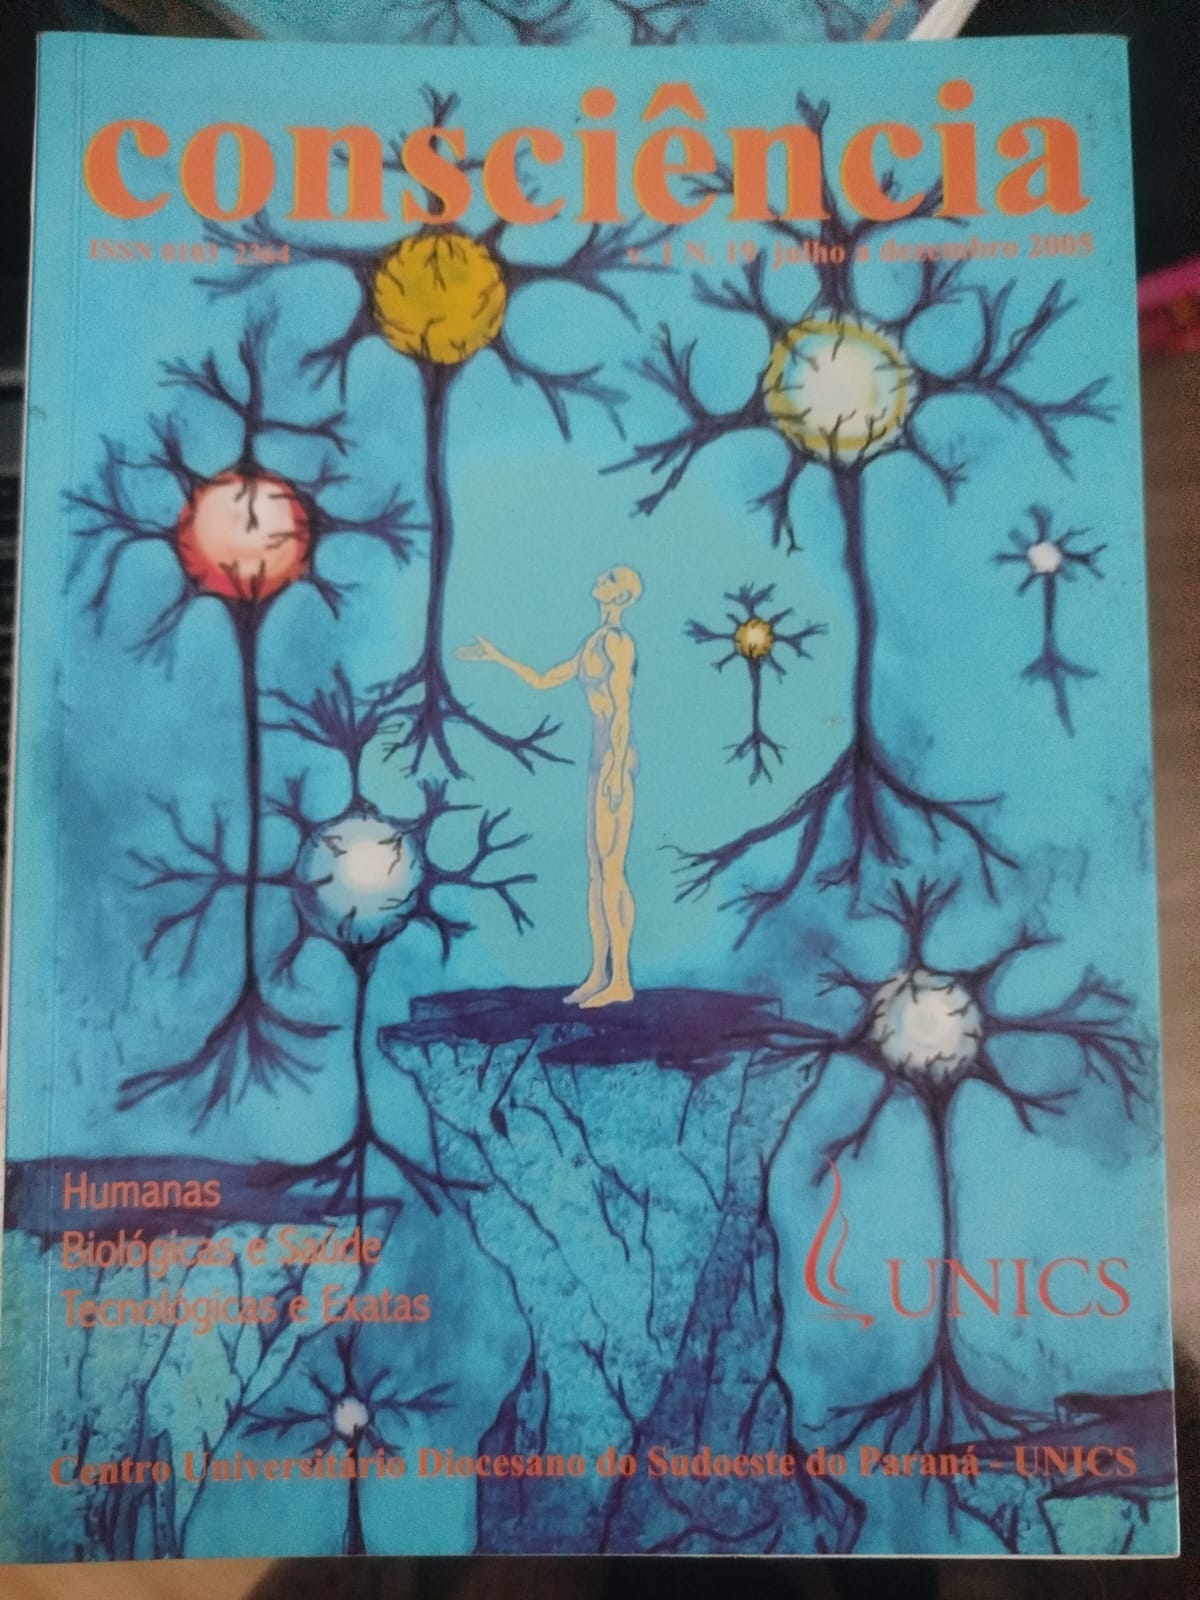 consciência
ISSN 0103 2364
v. 1 N. 19 julho a dezembro 2005
Humanas
Biológicas e Saúde
Tecnológicas e Exatas
UNICS
Centro Universitário Diocesano do Sudoeste do Paraná - UNICS